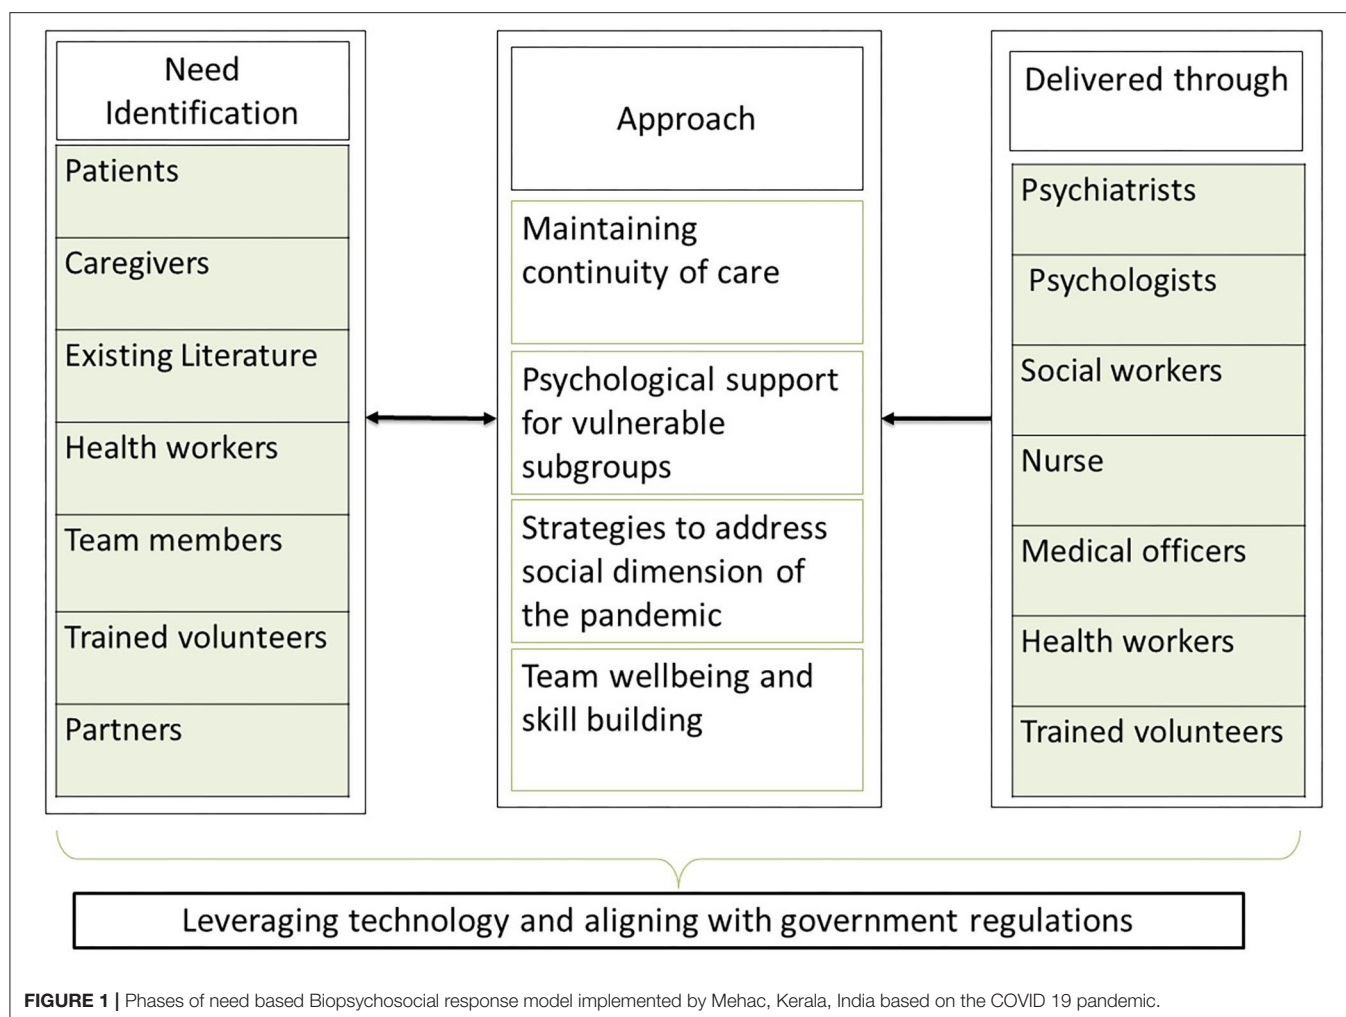 Need
Identification
Patients
Caregivers
Existing Literature
Health workers
Team members
Trained volunteers
Partners
Approach
Maintaining
continuity of care
Psychological support
for vulnerable
subgroups
Strategies to address
social dimension of
the pandemic
Team wellbeing and
skill building
Delivered through
Psychiatrists
Psychologists
Social workers
Nurse
Medical officers
Health workers
Trained volunteers
Leveraging technology and aligning with government regulations
FIGURE 1 | Phases of need based Biopsychosocial response model implemented by Mehac, Kerala, India based on the COVID 19 pandemic.